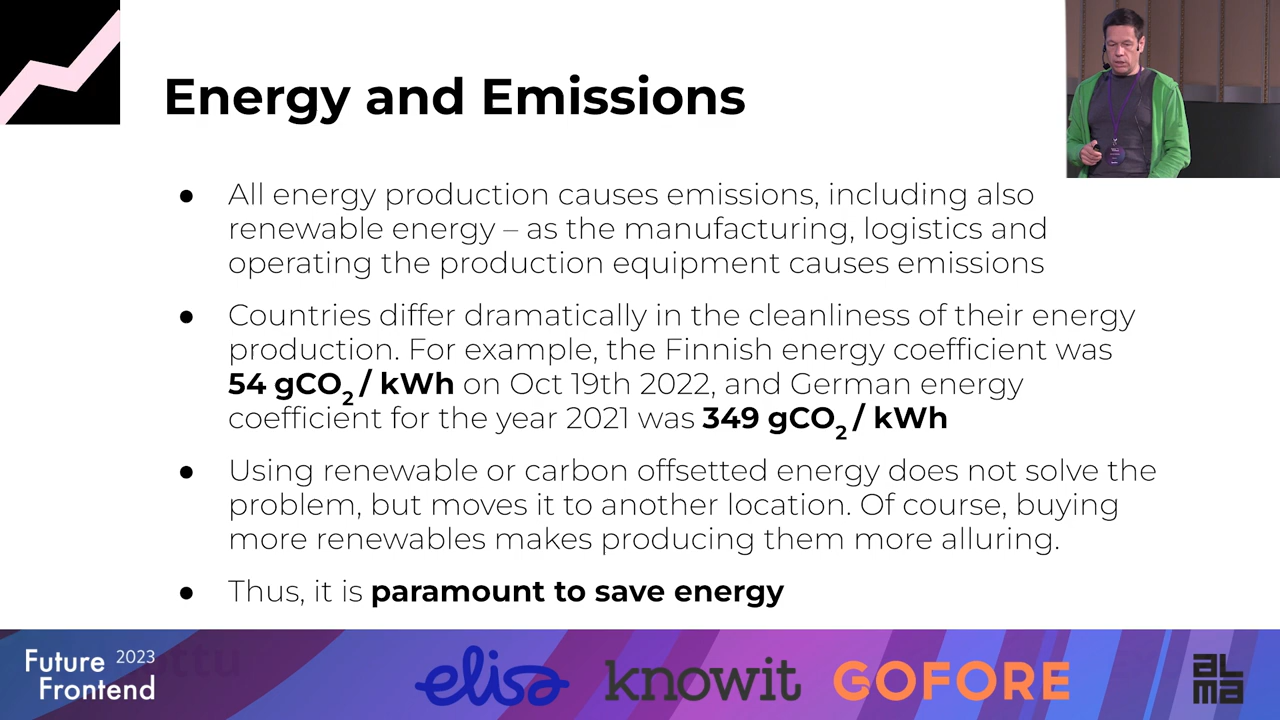 Energy and Emissions
● All energy production causes emissions, including also
renewable energy – as the manufacturing, logistics and
operating the production equipment causes emissions
● Countries differ dramatically in the cleanliness of their energy
production. For example, the Finnish energy coefficient was
54 gCO₂ / kWh on Oct 19th 2022, and German energy
coefficient for the year 2021 was 349 gCO₂ / kWh
● Using renewable or carbon offsetted energy does not solve the
problem, but moves it to another location. Of course, buying
more renewables makes producing them more alluring.
● Thus, it is paramount to save energy
Future 2023
Frontend
elisa
knowit
GOFORE
ALMA